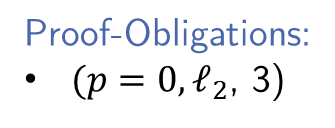 Proof-Obligations:
• (p = 0, ℓ₂, 3)